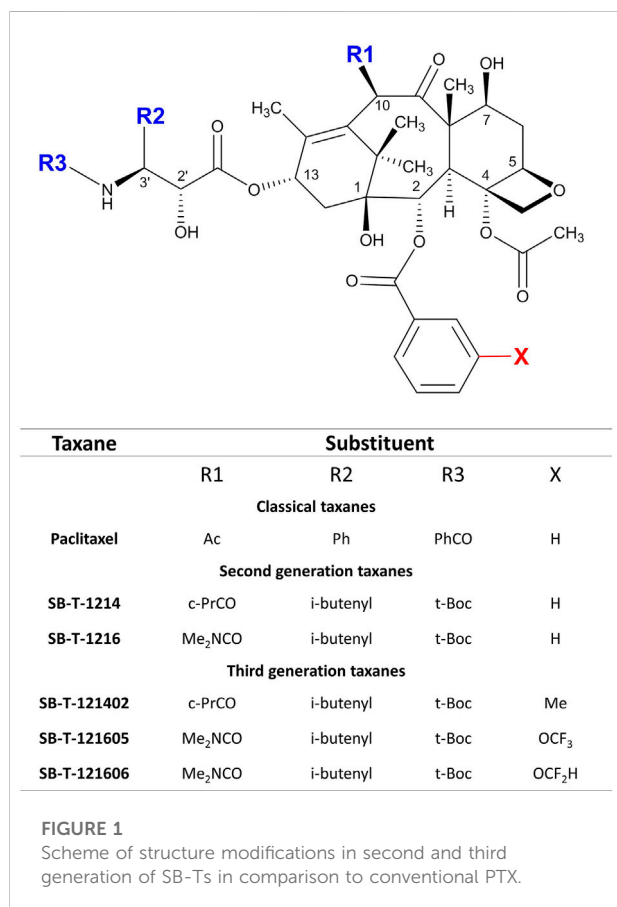 R1
O
OH
10
CH3
7
H3C
R2
O
CH3
R3
13
CH3
5
3'
2'
O
1
2
4
O
N
H
H
OH
OH
O
O
CH3
O
O
X
Taxane Substituent
R1 R2 R3 X
Classical taxanes
Paclitaxel Ac Ph PhCO H
Second generation taxanes
SB-T-1214 c-PrCO i-butenyl t-Boc H
SB-T-1216 Me2NCO i-butenyl t-Boc H
Third generation taxanes
SB-T-121402 c-PrCO i-butenyl t-Boc Me
SB-T-121605 Me2NCO i-butenyl t-Boc OCF3
SB-T-121606 Me2NCO i-butenyl t-Boc OCF2H
FIGURE 1
Scheme of structure modifications in second and third
generation of SB-Ts in comparison to conventional PTX.